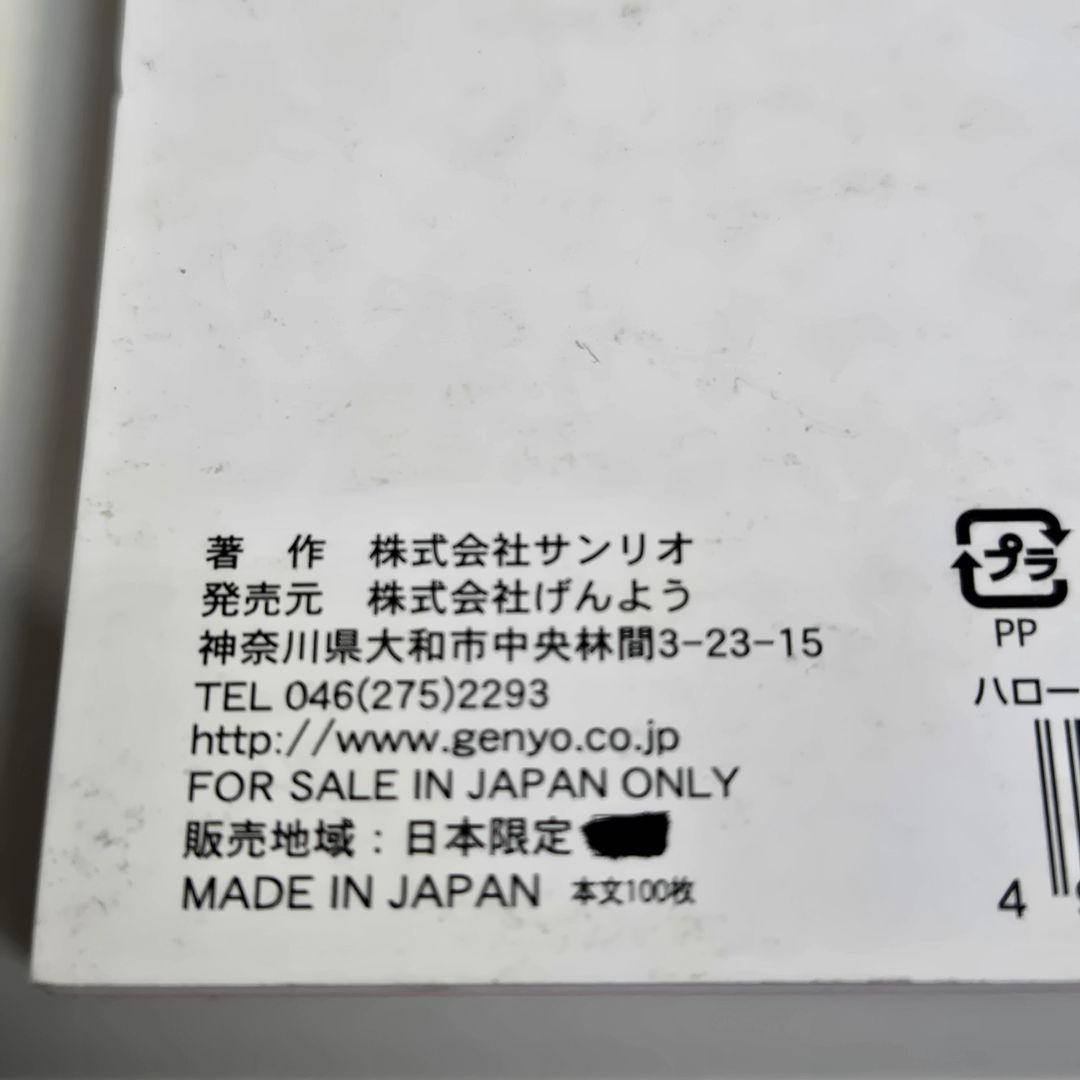 著 作 株式会社サンリオ
発売元 株式会社げんよう
神奈川県大和市中央林間3-23-15
TEL 046(275)2293
http://www.genyo.co.jp
FOR SALE IN JAPAN ONLY
販売地域：日本限定
MADE IN JAPAN 本文100枚
プラ
PP
ハロー
4